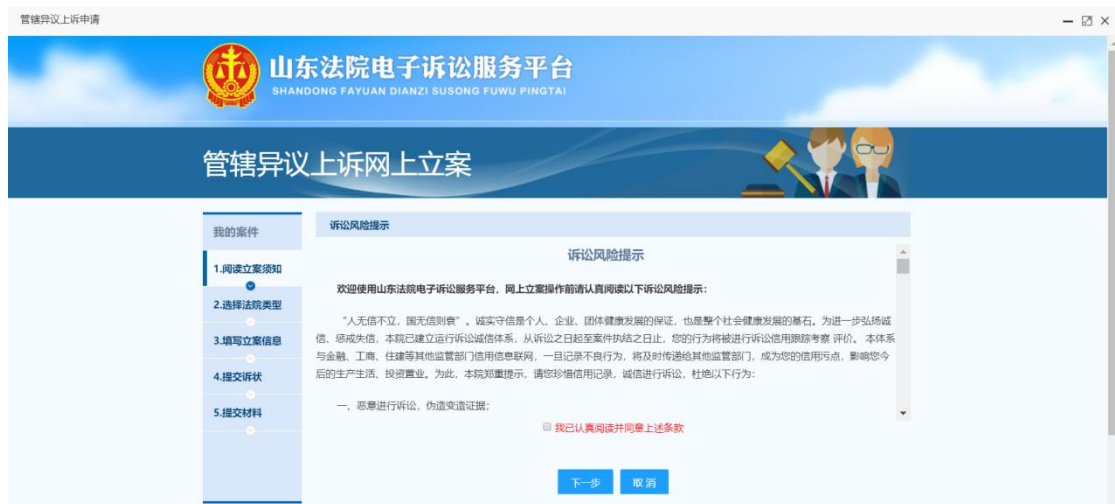 管辖异议上诉申请
山东法院电子诉讼服务平台
SHANDONG FAYUAN DIANZI SUSONG FUWU PINGTAI
管辖异议上诉网上立案
我的案件
1.阅读立案须知
2.选择法院类型
3.填写立案信息
4.提交诉状
5.提交材料
诉讼风险提示
诉讼风险提示
欢迎使用山东法院电子诉讼服务平台，网上立案操作前请认真阅读以下诉讼风险提示：
“人无信不立，国无信则衰”。诚实守信是个人、企业、团体健康发展的保证，也是整个社会健康发展的基石。为进一步弘扬诚
信、惩戒失信，本院已建立运行诉讼诚信体系，从诉讼之日起至案件执结之日止，您的行为将被进行诉讼信用跟踪考察 评价。 本体系
与金融、工商、住建等其他监管部门信用信息联网，一旦记录不良行为，将及时传递给其他监管部门，成为您的信用污点，影响您今
后的生产生活、投资置业。为此，本院郑重提示，请您珍惜信用记录，诚信进行诉讼，杜绝以下行为：
一、恶意进行诉讼，伪造变造证据；
我已认真阅读并同意上述条款
下一步
取消